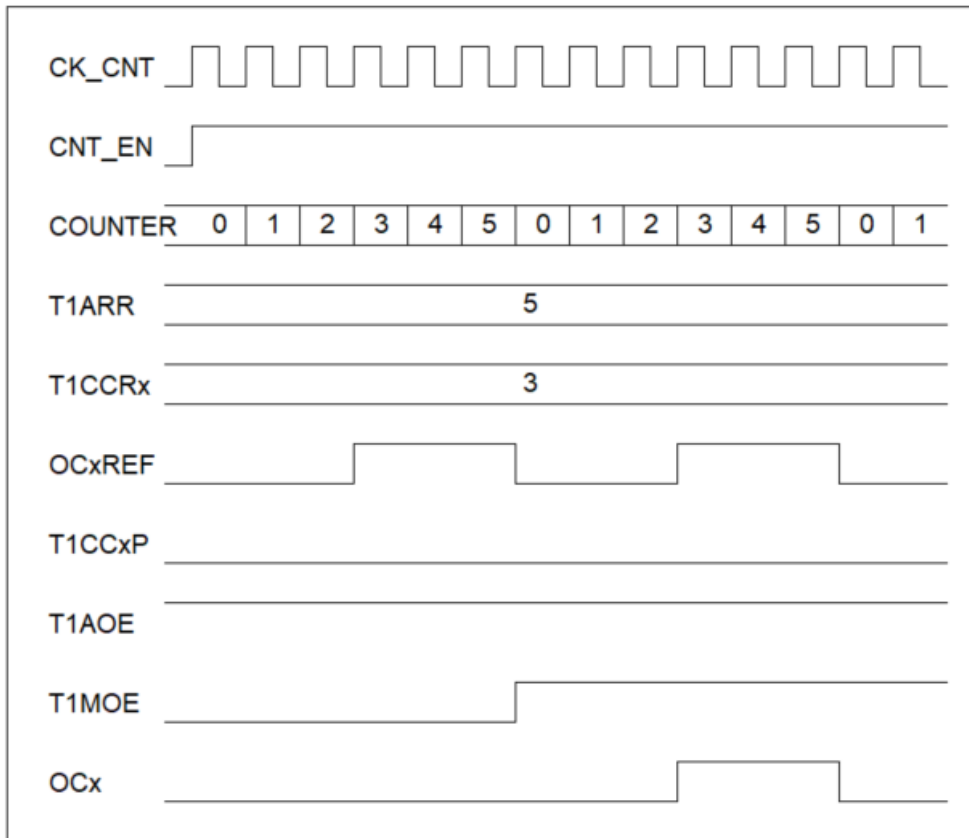 CK_CNT
CNT_EN
COUNTER 0 1 2 3 4 5 0 1 2 3 4 5 0 1
T1ARR 5
T1CCRx 3
OCxREF
T1CCxP
T1AOE
T1MOE
OCx